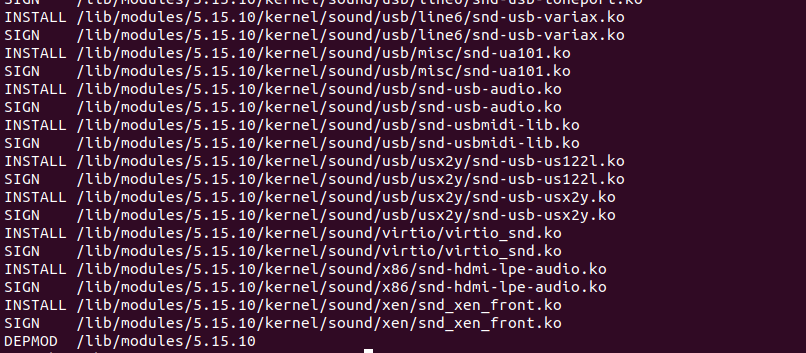 SIGN /lib/modules/5.15.10/kernel/sound/usb/line6/snd-usb-toneport.ko
INSTALL /lib/modules/5.15.10/kernel/sound/usb/line6/snd-usb-variax.ko
SIGN /lib/modules/5.15.10/kernel/sound/usb/line6/snd-usb-variax.ko
INSTALL /lib/modules/5.15.10/kernel/sound/usb/misc/snd-ua101.ko
SIGN /lib/modules/5.15.10/kernel/sound/usb/misc/snd-ua101.ko
INSTALL /lib/modules/5.15.10/kernel/sound/usb/snd-usb-audio.ko
SIGN /lib/modules/5.15.10/kernel/sound/usb/snd-usb-audio.ko
INSTALL /lib/modules/5.15.10/kernel/sound/usb/snd-usbmidi-lib.ko
SIGN /lib/modules/5.15.10/kernel/sound/usb/snd-usbmidi-lib.ko
INSTALL /lib/modules/5.15.10/kernel/sound/usb/usx2y/snd-usb-us122l.ko
SIGN /lib/modules/5.15.10/kernel/sound/usb/usx2y/snd-usb-us122l.ko
INSTALL /lib/modules/5.15.10/kernel/sound/usb/usx2y/snd-usb-usx2y.ko
SIGN /lib/modules/5.15.10/kernel/sound/usb/usx2y/snd-usb-usx2y.ko
INSTALL /lib/modules/5.15.10/kernel/sound/virtio/virtio_snd.ko
SIGN /lib/modules/5.15.10/kernel/sound/virtio/virtio_snd.ko
INSTALL /lib/modules/5.15.10/kernel/sound/x86/snd-hdmi-lpe-audio.ko
SIGN /lib/modules/5.15.10/kernel/sound/x86/snd-hdmi-lpe-audio.ko
INSTALL /lib/modules/5.15.10/kernel/sound/xen/snd_xen_front.ko
SIGN /lib/modules/5.15.10/kernel/sound/xen/snd_xen_front.ko
DEPMOD /lib/modules/5.15.10